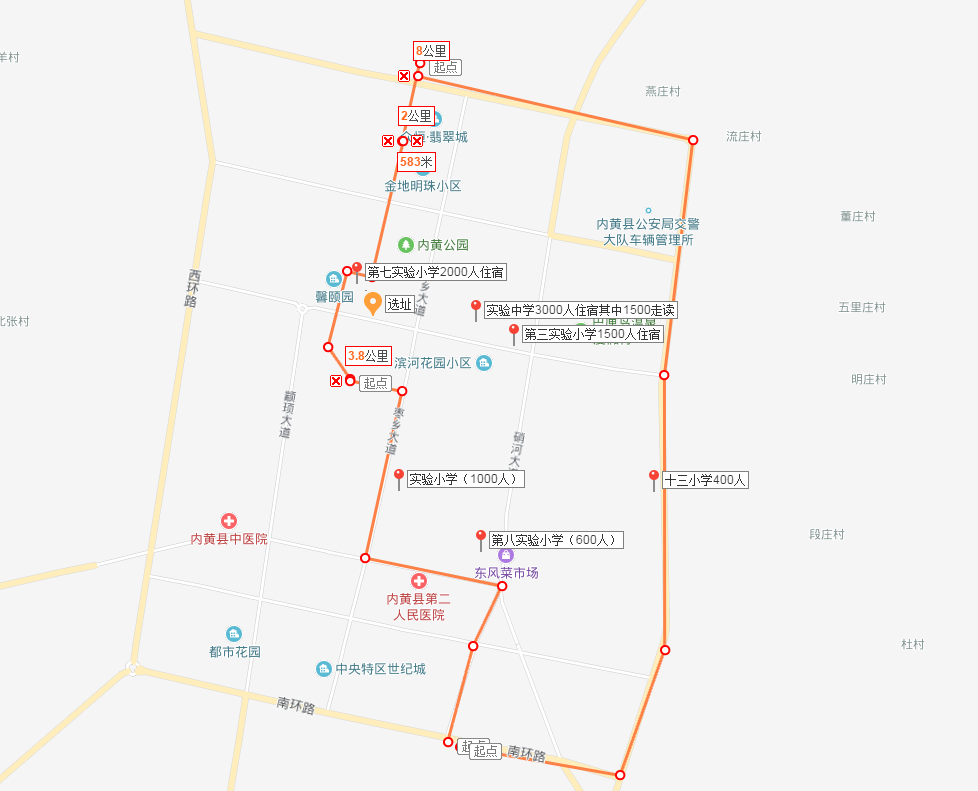 8公里
起点
羊村
燕庄村
2公里
流庄村
583米
金地明珠小区
董庄村
内黄县公安局交警
大队车辆管理所
内黄公园
第七实验小学2000人住宿
西环路
馨颐园
选址
乡大道
实验中学3000人住宿其中1500走读
五里庄村
北张村
第三实验小学1500人住宿
3.8公里
滨河花园小区
起点
明庄村
颛顼大道
枣乡大道
硝河大
实验小学（1000人）
十三小学400人
内黄县中医院
第八实验小学（600人）
段庄村
东风菜市场
内黄县第二
人民医院
都市花园
杜村
中央特区世纪城
南环路
起点
南环路